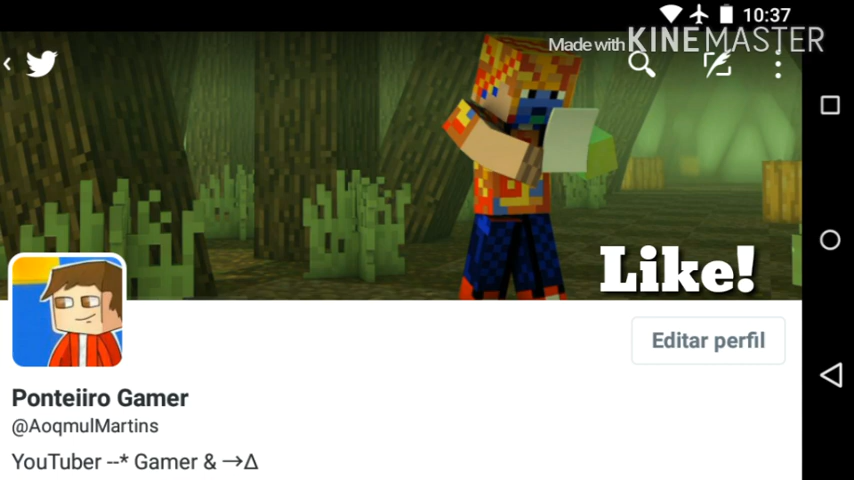 10:37
Made with KINEMASTER
Like!
Editar perfil
Ponteiiro Gamer
@AoqmulMartins
YouTuber --* Gamer & →Δ